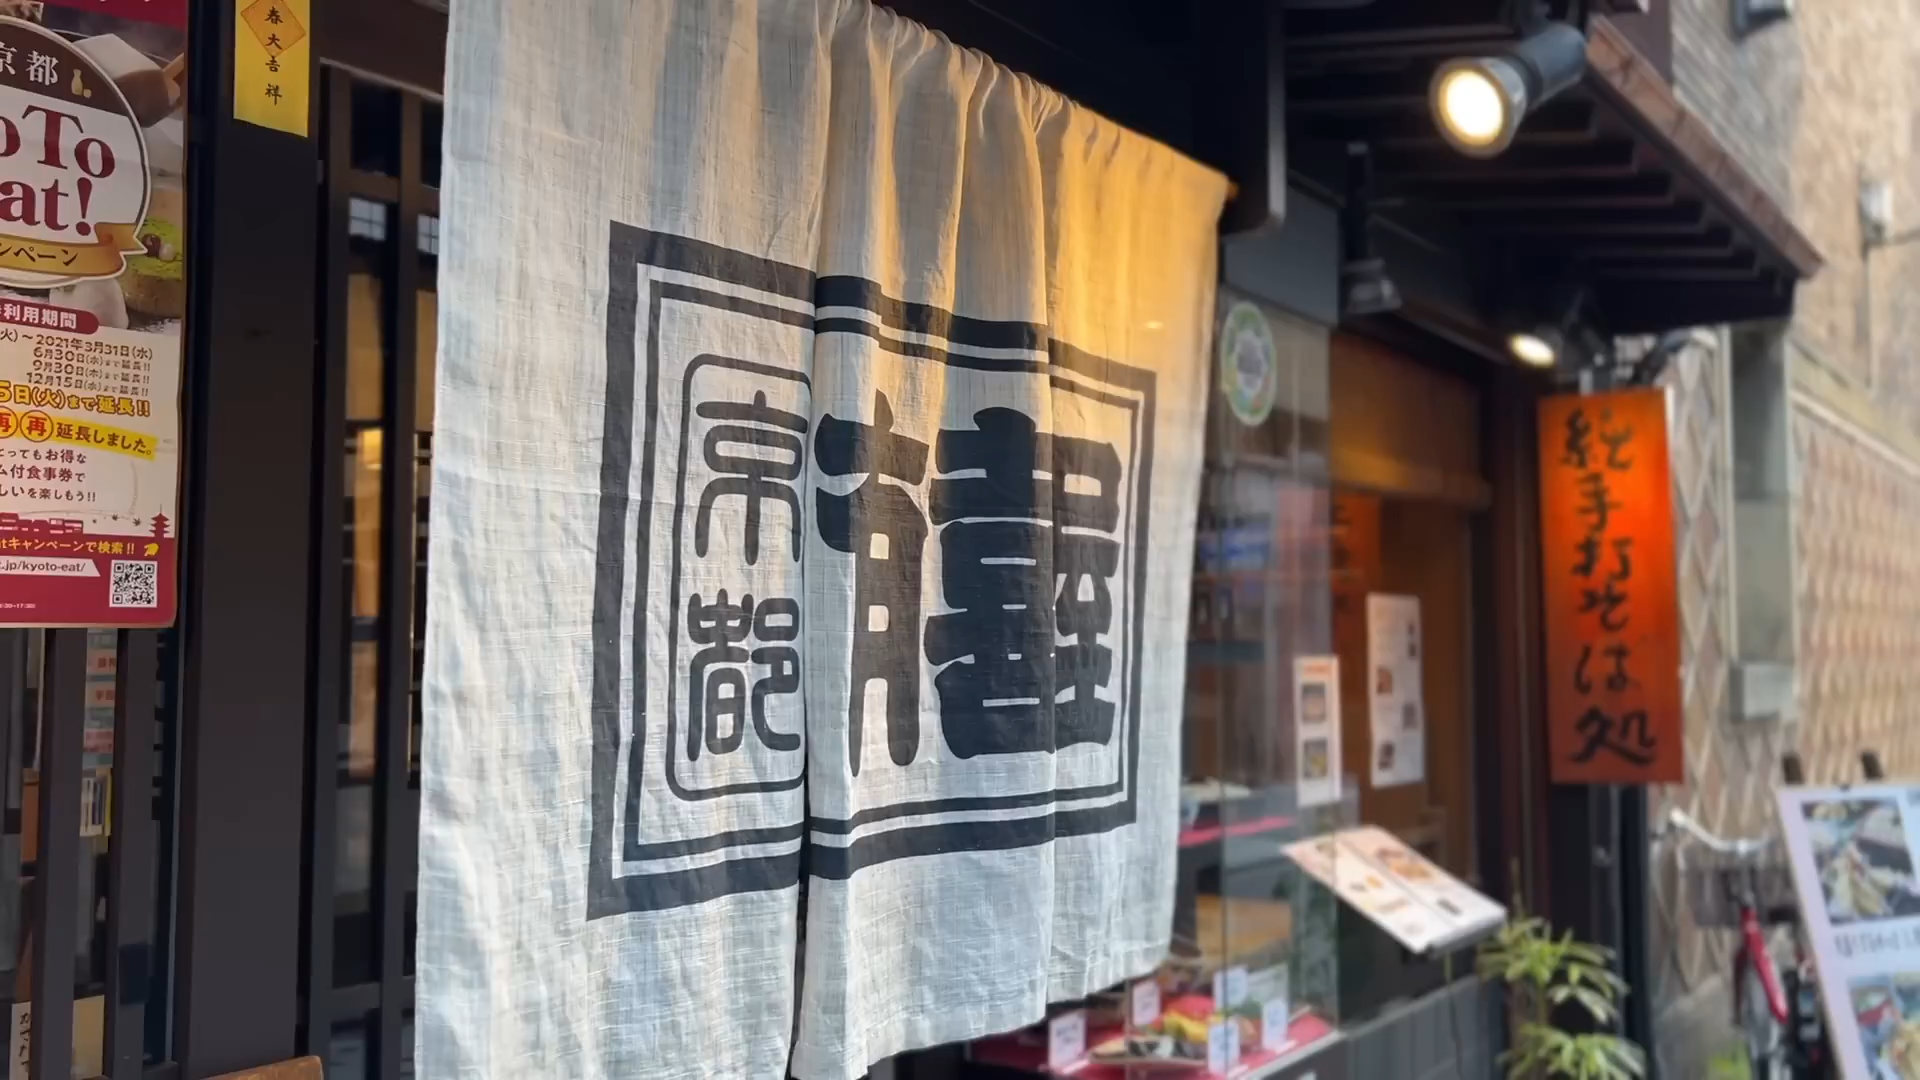 春大吉祥
京都
oTo
at!
ンペーン
利用期間
火)～2021年3月31日(水)
6月30日(水)まで延長!!
9月30日(木)まで延長!!
12月15日(水)まで延長!!
5日(火)まで延長!!
再再延長しました。
とってもお得な
ム付食事券で
しいを楽しもう!!
atキャンペーンで検索!!
.jp/kyoto-eat/
京都
有喜屋
純手打そば処